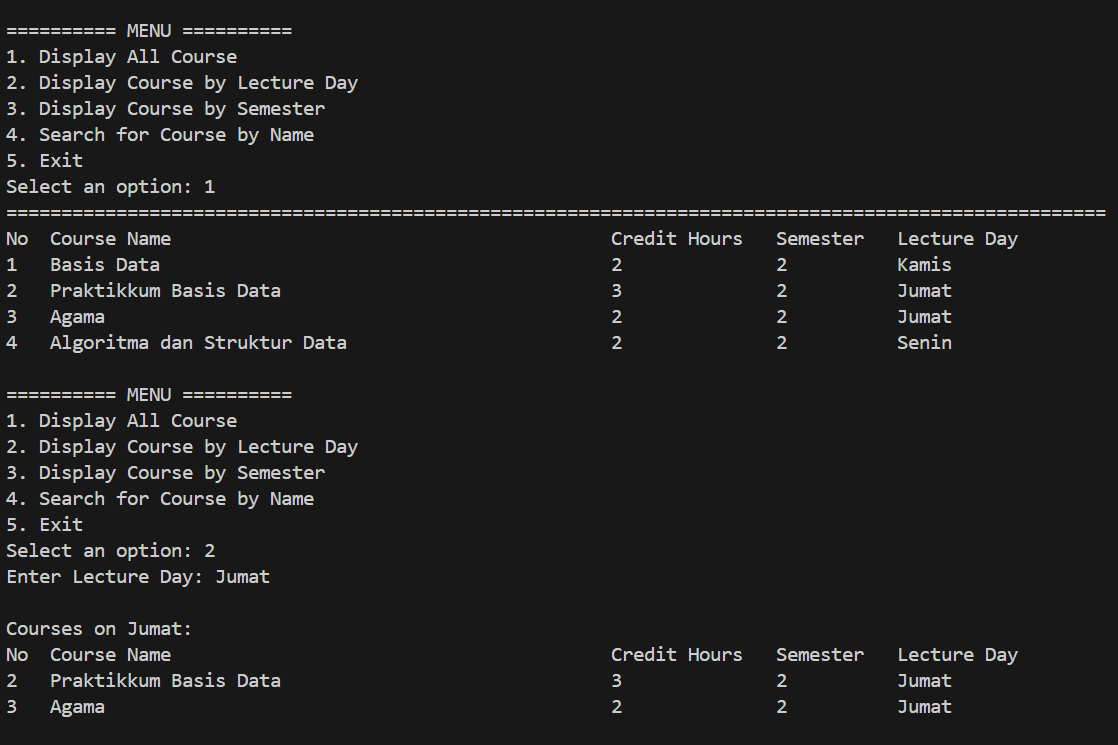 ========== MENU ==========
1. Display All Course
2. Display Course by Lecture Day
3. Display Course by Semester
4. Search for Course by Name
5. Exit
Select an option: 1
====================================================================================================
No  Course Name                                        Credit Hours   Semester   Lecture Day
1   Basis Data                                         2              2          Kamis
2   Praktikkum Basis Data                              3              2          Jumat
3   Agama                                              2              2          Jumat
4   Algoritma dan Struktur Data                        2              2          Senin

========== MENU ==========
1. Display All Course
2. Display Course by Lecture Day
3. Display Course by Semester
4. Search for Course by Name
5. Exit
Select an option: 2
Enter Lecture Day: Jumat

Courses on Jumat:
No  Course Name                                        Credit Hours   Semester   Lecture Day
2   Praktikkum Basis Data                              3              2          Jumat
3   Agama                                              2              2          Jumat